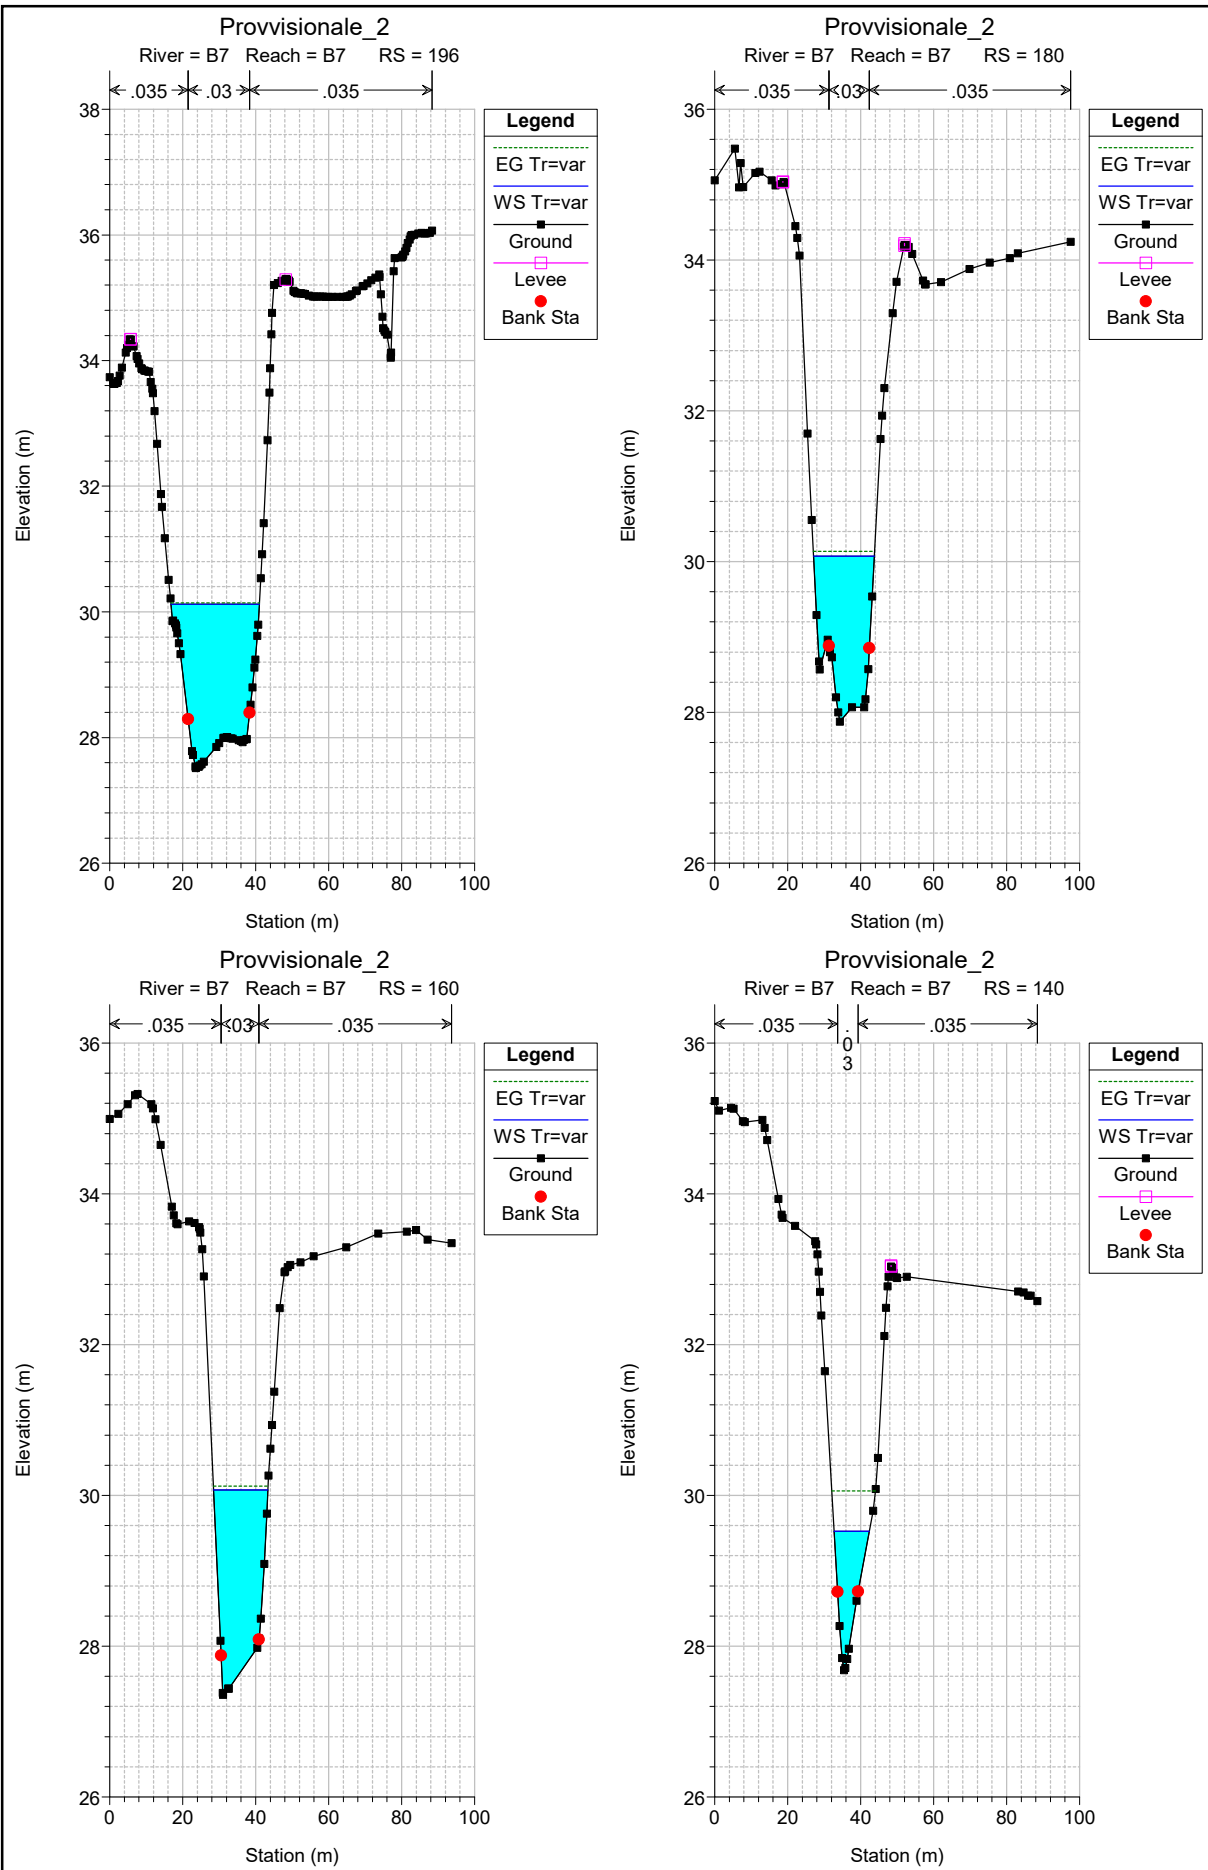 Provvisionale_2
River = B7 Reach = B7 RS = 196
.035 .03 .035
38
36
34
32
30
28
26
0 20 40 60 80 100
Elevation (m)
Station (m)
Legend
EG Tr=var
WS Tr=var
Ground
Levee
Bank Sta
Provvisionale_2
River = B7 Reach = B7 RS = 180
.035 .03 .035
36
34
32
30
28
26
0 20 40 60 80 100
Elevation (m)
Station (m)
Legend
EG Tr=var
WS Tr=var
Ground
Levee
Bank Sta
Provvisionale_2
River = B7 Reach = B7 RS = 160
.035 .03 .035
36
34
32
30
28
26
0 20 40 60 80 100
Elevation (m)
Station (m)
Legend
EG Tr=var
WS Tr=var
Ground
Bank Sta
Provvisionale_2
River = B7 Reach = B7 RS = 140
.035 .03 .035
36
34
32
30
28
26
0 20 40 60 80 100
Elevation (m)
Station (m)
Legend
EG Tr=var
WS Tr=var
Ground
Levee
Bank Sta